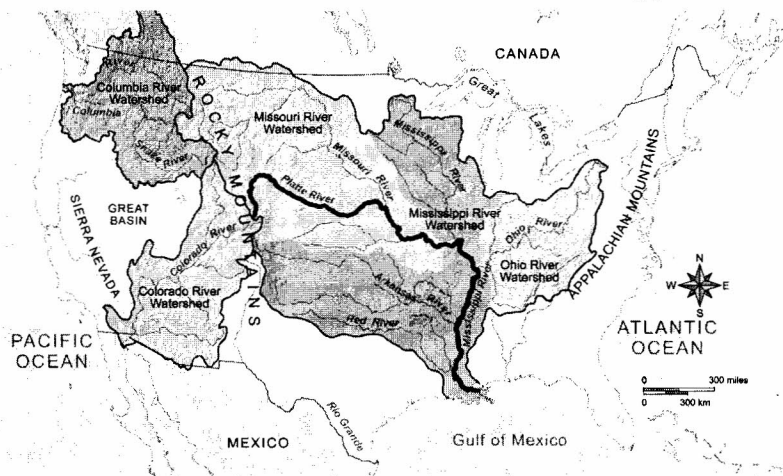 CANADA
River
Columbia River
Watershed
Columbia
Snake River
ROCKY MOUNTAINS
Missouri River
Watershed
Missouri River
Mississippi River
Great Lakes
Platte River
Mississippi River
Watershed
Ohio River
Ohio River
Watershed
APPALACHIAN MOUNTAINS
GREAT
BASIN
SIERRA NEVADA
Colorado River
Colorado River
Watershed
Arkansas River
Red River
Mississippi River
N
W E
S
PACIFIC
OCEAN
ATLANTIC
OCEAN
0 300 miles
0 300 km
Rio Grande
MEXICO
Gulf of Mexico